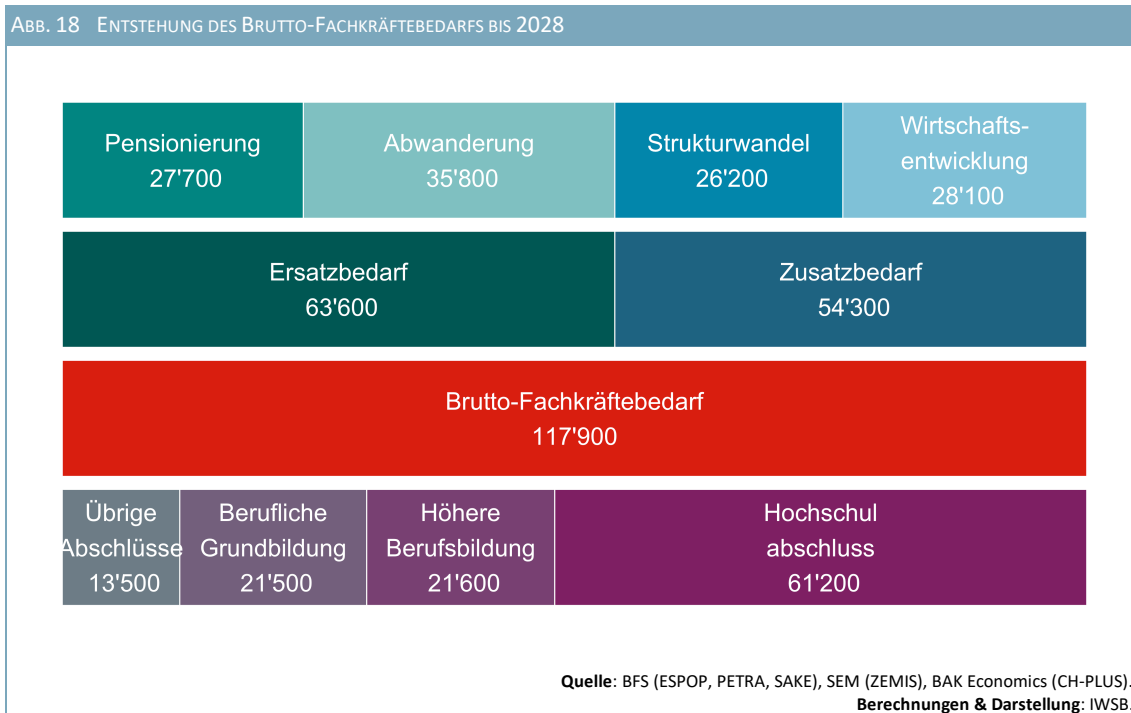 ABB. 18 ENTSTEHUNG DES BRUTTO-FACHKRÄFTEBEDARFS BIS 2028
Pensionierung
27'700
Abwanderung
35'800
Strukturwandel
26'200
Wirtschafts-
entwicklung
28'100
Ersatzbedarf
63'600
Zusatzbedarf
54'300
Brutto-Fachkräftebedarf
117'900
Übrige
Abschlüsse
13'500
Berufliche
Grundbildung
21'500
Höhere
Berufsbildung
21'600
Hochschul
abschluss
61'200
Quelle: BFS (ESPOP, PETRA, SAKE), SEM (ZEMIS), BAK Economics (CH-PLUS).
Berechnungen & Darstellung: IWSB.